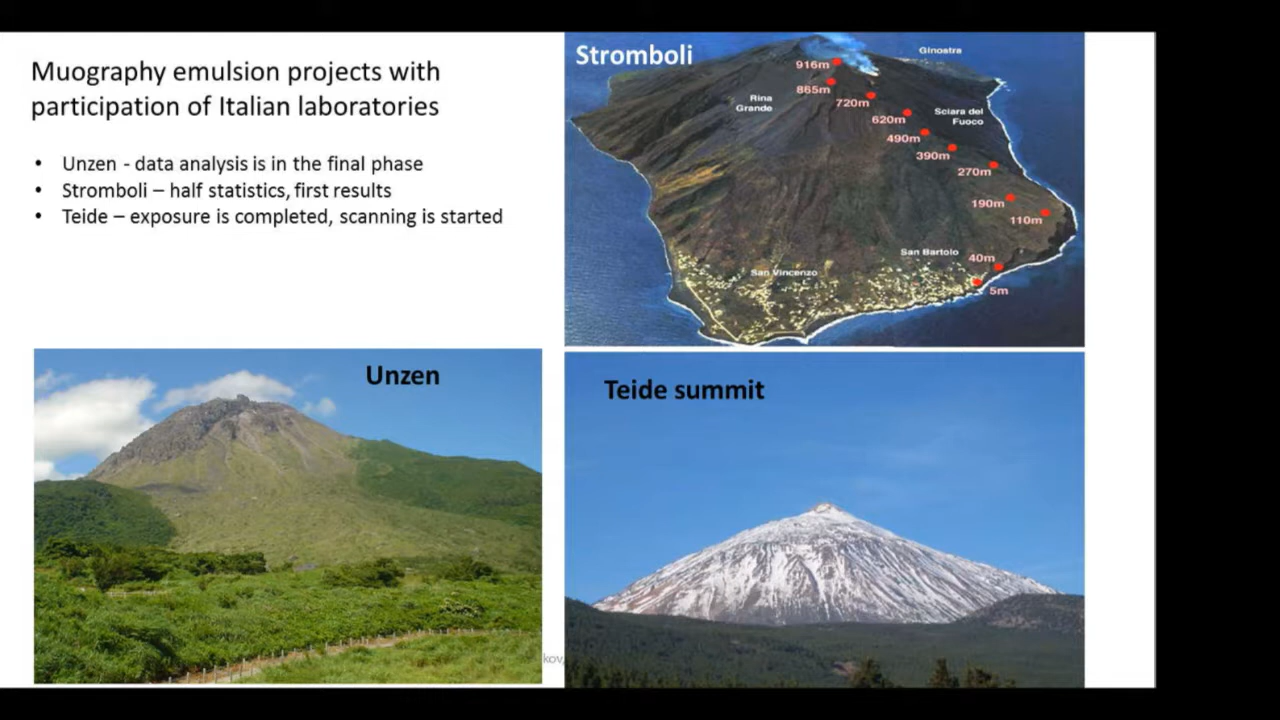 Muography emulsion projects with
participation of Italian laboratories
• Unzen - data analysis is in the final phase
• Stromboli – half statistics, first results
• Teide – exposure is completed, scanning is started
Stromboli
Ginostra
916m
865m
Rina
Grande
720m
Sciara del
Fuoco
620m
490m
390m
270m
190m
110m
San Bartolo
40m
San Vincenzo
5m
Unzen
Teide summit